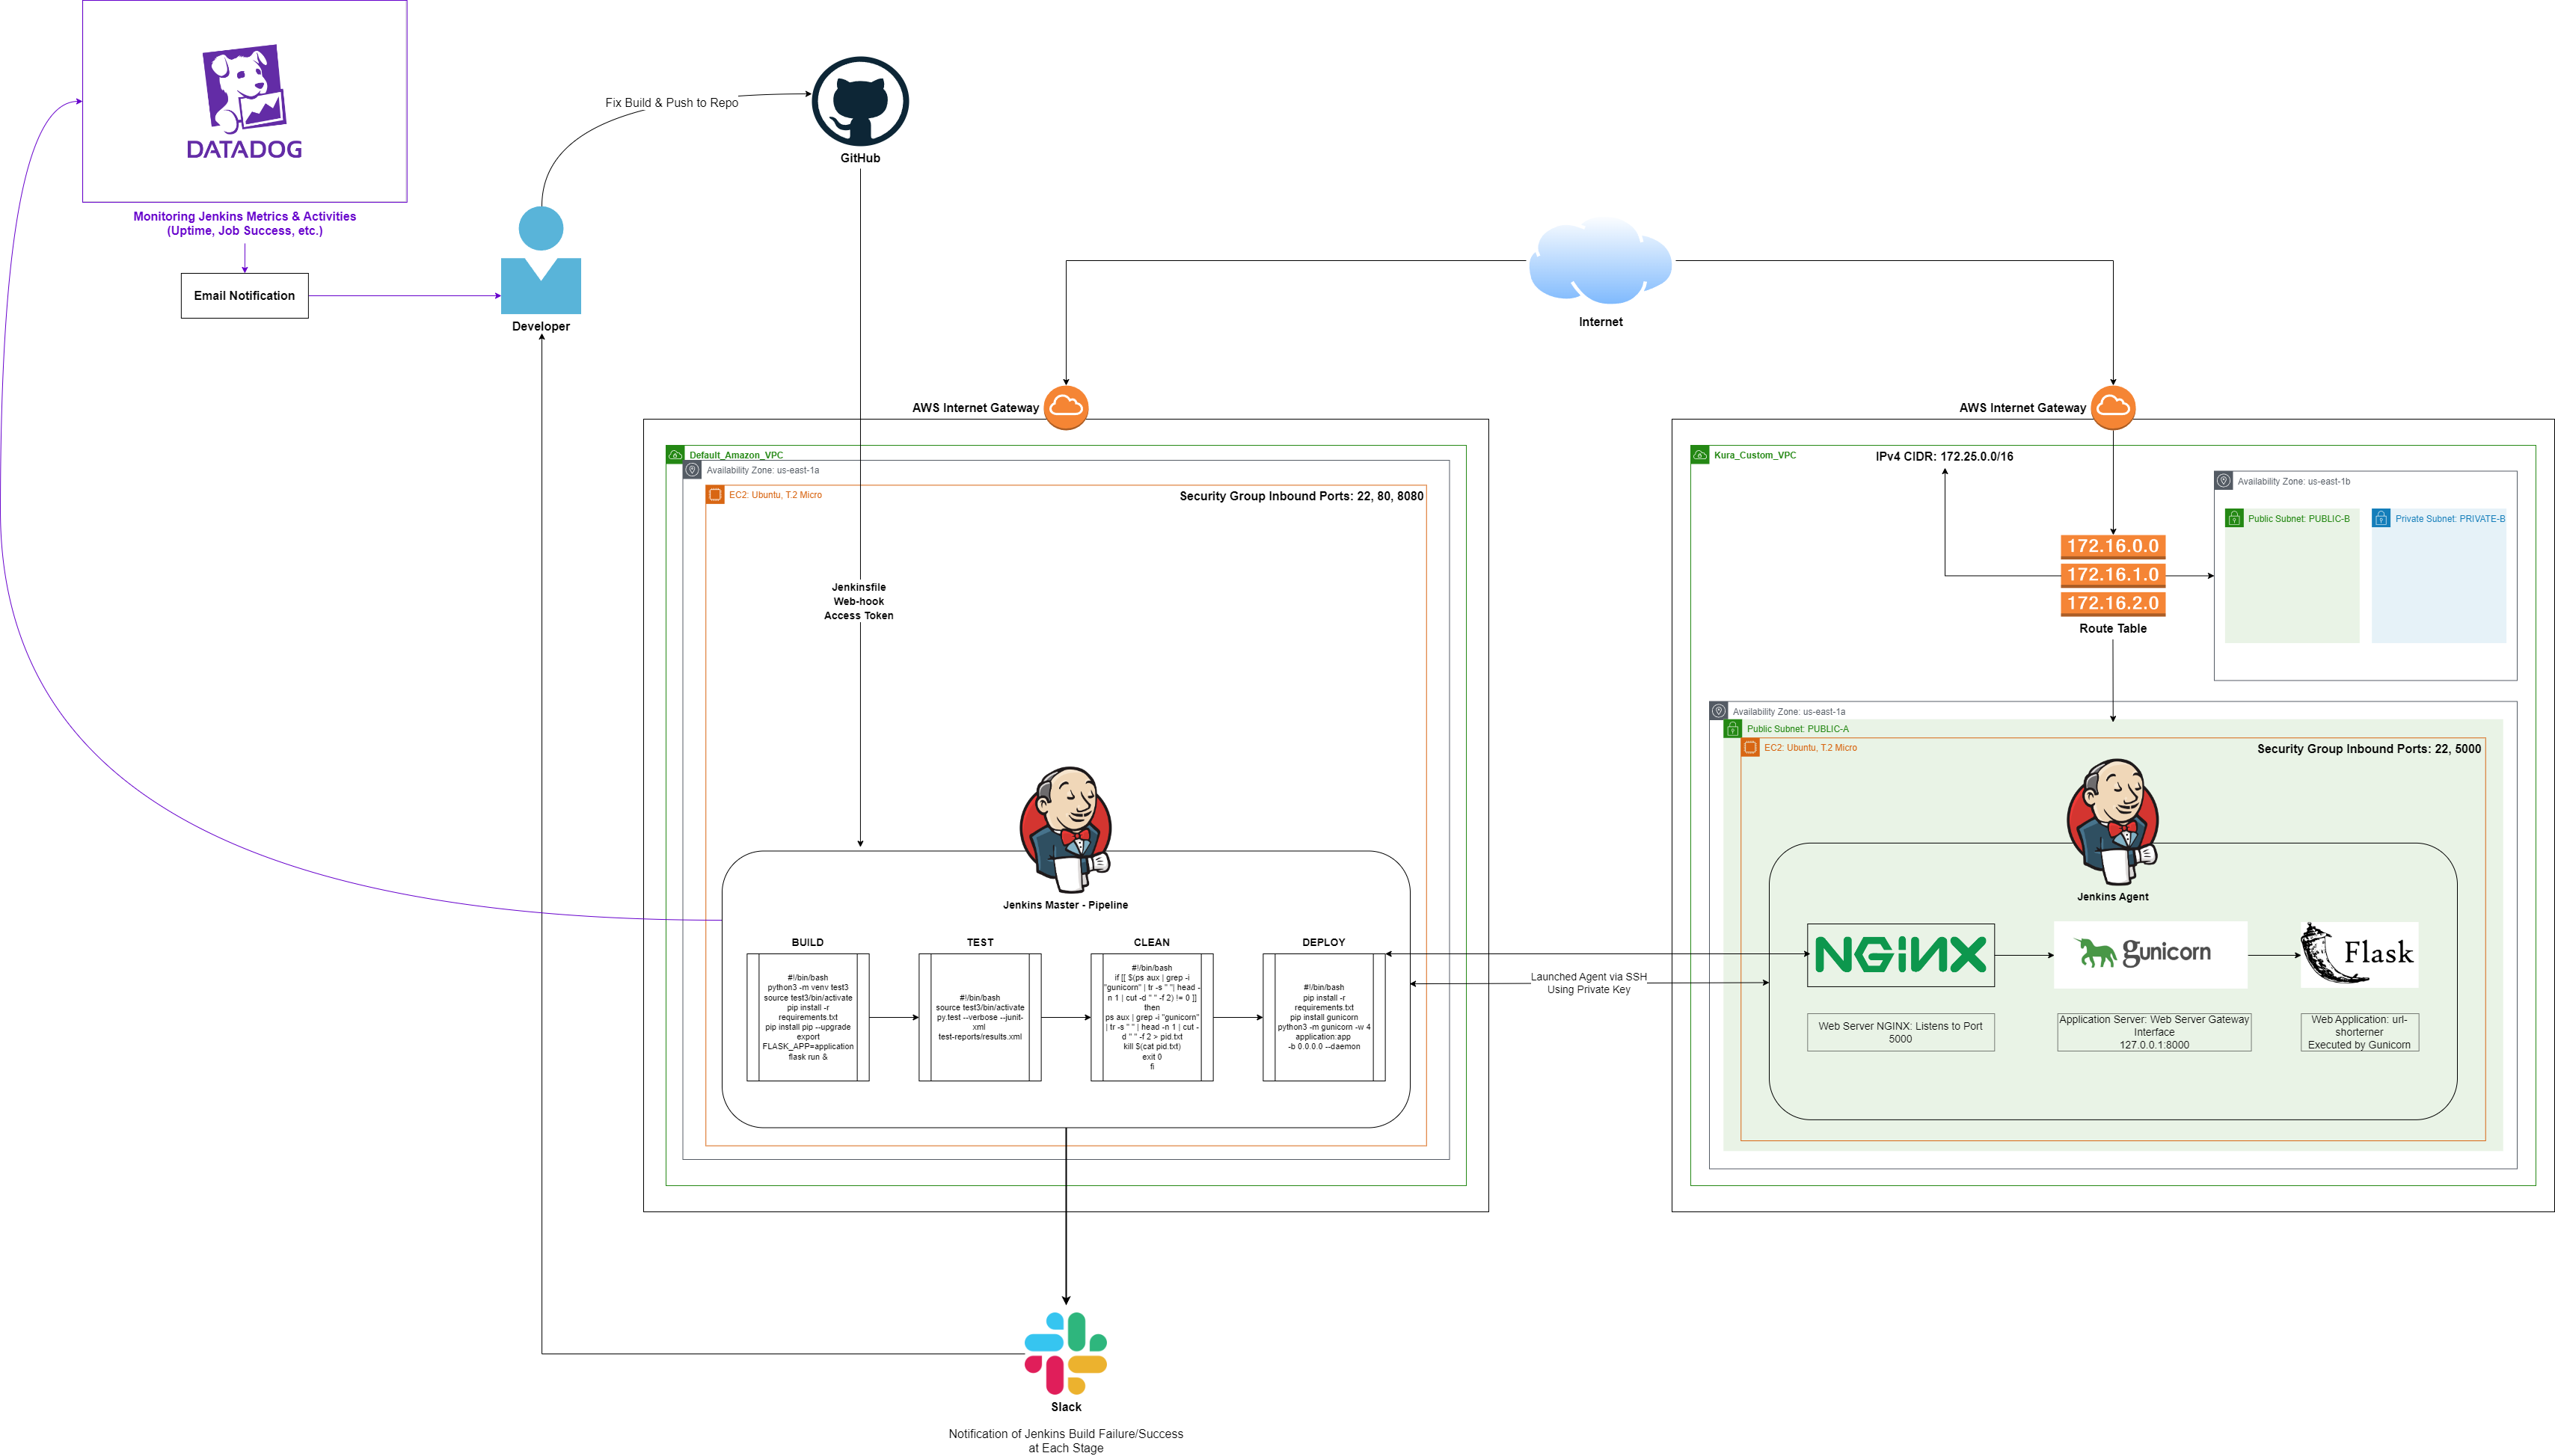 DATADOG
Monitoring Jenkins Metrics & Activities
(Uptime, Job Success, etc.)
Email Notification
Developer
Fix Build & Push to Repo
GitHub
Internet
AWS Internet Gateway
Default_Amazon_VPC
Availability Zone: us-east-1a
EC2: Ubuntu, T.2 Micro
Security Group Inbound Ports: 22, 80, 8080
Jenkinsfile
Web-hook
Access Token
Jenkins Master - Pipeline
BUILD
#!/bin/bash
python3 -m venv test3
source test3/bin/activate
pip install -r
requirements.txt
pip install pip --upgrade
export
FLASK_APP=application
flask run &
TEST
#!/bin/bash
source test3/bin/activate
py.test --verbose --junit-
xml
test-reports/results.xml
CLEAN
#!/bin/bash
if [[ $(ps aux | grep -i
"gunicorn" | tr -s " " | head -
n 1 | cut -d " " -f 2) != 0 ]]
then
ps aux | grep -i "gunicorn"
| tr -s " " | head -n 1 | cut -
d " " -f 2 > pid.txt
kill $(cat pid.txt)
exit 0
fi
DEPLOY
#!/bin/bash
pip install -r
requirements.txt
pip install gunicorn
python3 -m gunicorn -w 4
application:app
-b 0.0.0.0 --daemon
Launched Agent via SSH
Using Private Key
Slack
Notification of Jenkins Build Failure/Success
at Each Stage
AWS Internet Gateway
Kura_Custom_VPC
IPv4 CIDR: 172.25.0.0/16
172.16.0.0
172.16.1.0
172.16.2.0
Route Table
Availability Zone: us-east-1b
Public Subnet: PUBLIC-B
Private Subnet: PRIVATE-B
Availability Zone: us-east-1a
Public Subnet: PUBLIC-A
EC2: Ubuntu, T.2 Micro
Security Group Inbound Ports: 22, 5000
Jenkins Agent
NGINX
gunicorn
Flask
Web Server NGINX: Listens to Port
5000
Application Server: Web Server Gateway
Interface
127.0.0.1:8000
Web Application: url-
shorterner
Executed by Gunicorn